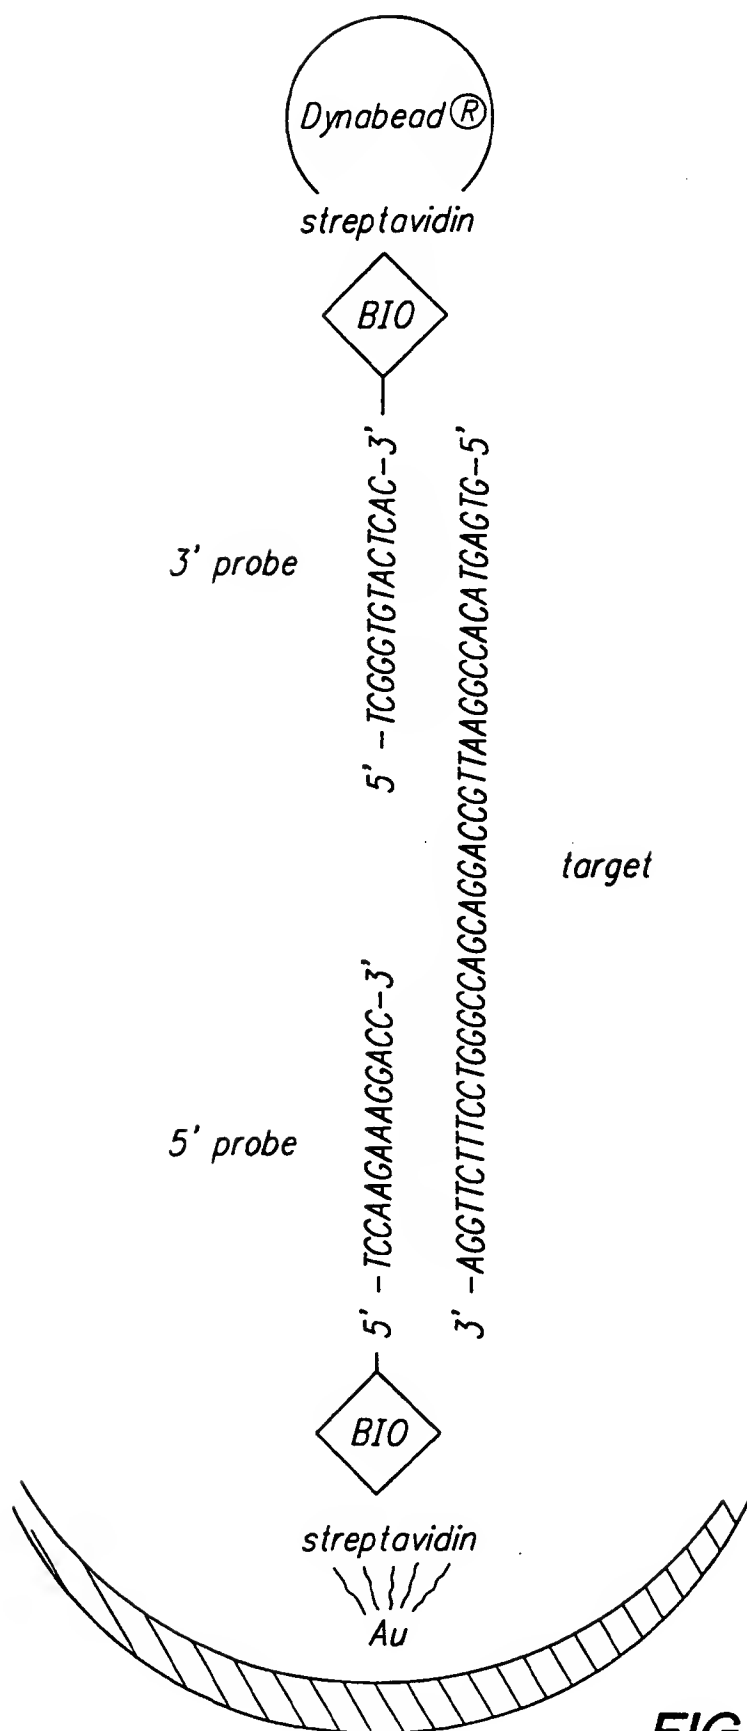 Dynabead®
streptavidin
BIO
3' probe
5' -TCGGGTGTACTCAC-3'
target
3' -AGGTTCTTTCCTGGGCCAGCAGGACCGTTAAGGCCACATGAGTG-5'
5' probe
5' -TCCAAGAAAGGACC-3'
BIO
streptavidin
Au
FIG